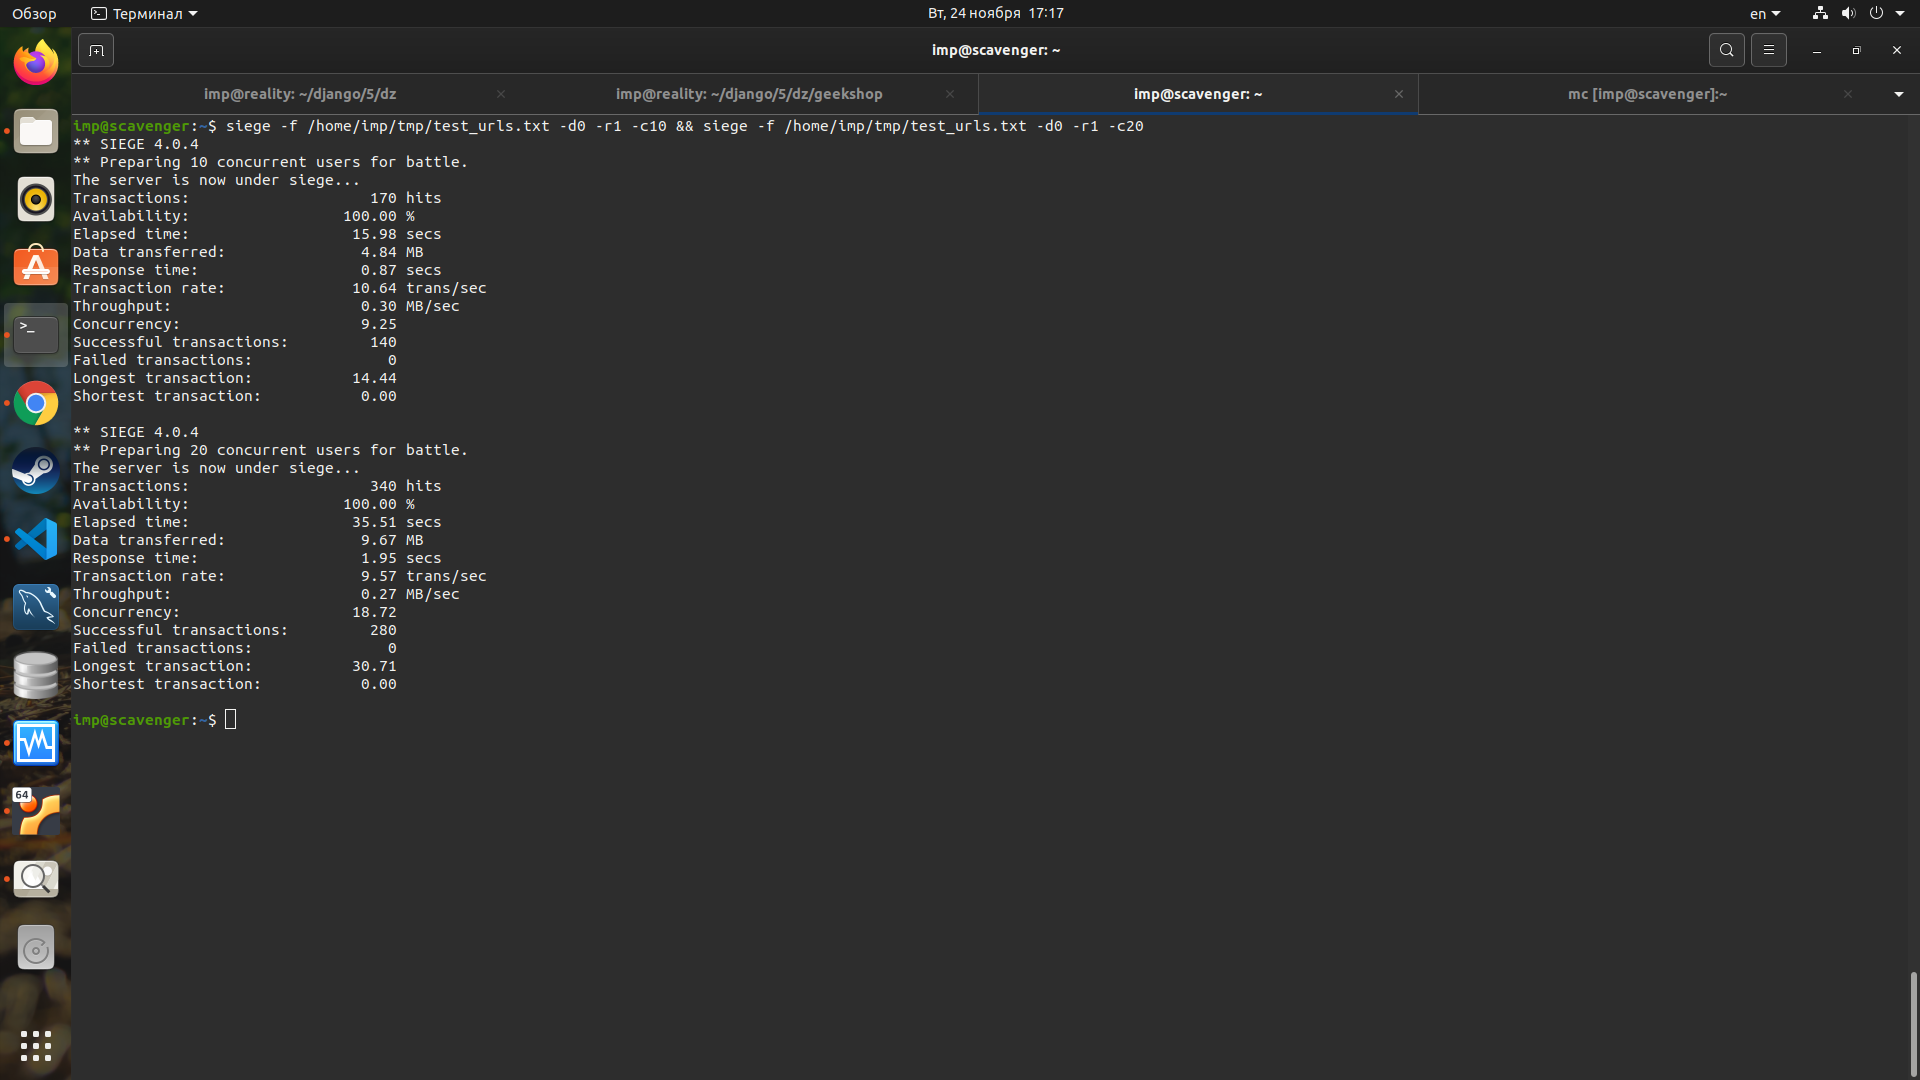 Обзор
Терминал
Вт, 24 ноября 17:17
en
imp@scavenger: ~
imp@reality: ~/django/5/dz
imp@reality: ~/django/5/dz/geekshop
imp@scavenger: ~
mc [imp@scavenger]:~
imp@scavenger:~$ siege -f /home/imp/tmp/test_urls.txt -d0 -r1 -c10 && siege -f /home/imp/tmp/test_urls.txt -d0 -r1 -c20
** SIEGE 4.0.4
** Preparing 10 concurrent users for battle.
The server is now under siege...
Transactions: 170 hits
Availability: 100.00 %
Elapsed time: 15.98 secs
Data transferred: 4.84 MB
Response time: 0.87 secs
Transaction rate: 10.64 trans/sec
Throughput: 0.30 MB/sec
Concurrency: 9.25
Successful transactions: 140
Failed transactions: 0
Longest transaction: 14.44
Shortest transaction: 0.00
** SIEGE 4.0.4
** Preparing 20 concurrent users for battle.
The server is now under siege...
Transactions: 340 hits
Availability: 100.00 %
Elapsed time: 35.51 secs
Data transferred: 9.67 MB
Response time: 1.95 secs
Transaction rate: 9.57 trans/sec
Throughput: 0.27 MB/sec
Concurrency: 18.72
Successful transactions: 280
Failed transactions: 0
Longest transaction: 30.71
Shortest transaction: 0.00
imp@scavenger:~$
64